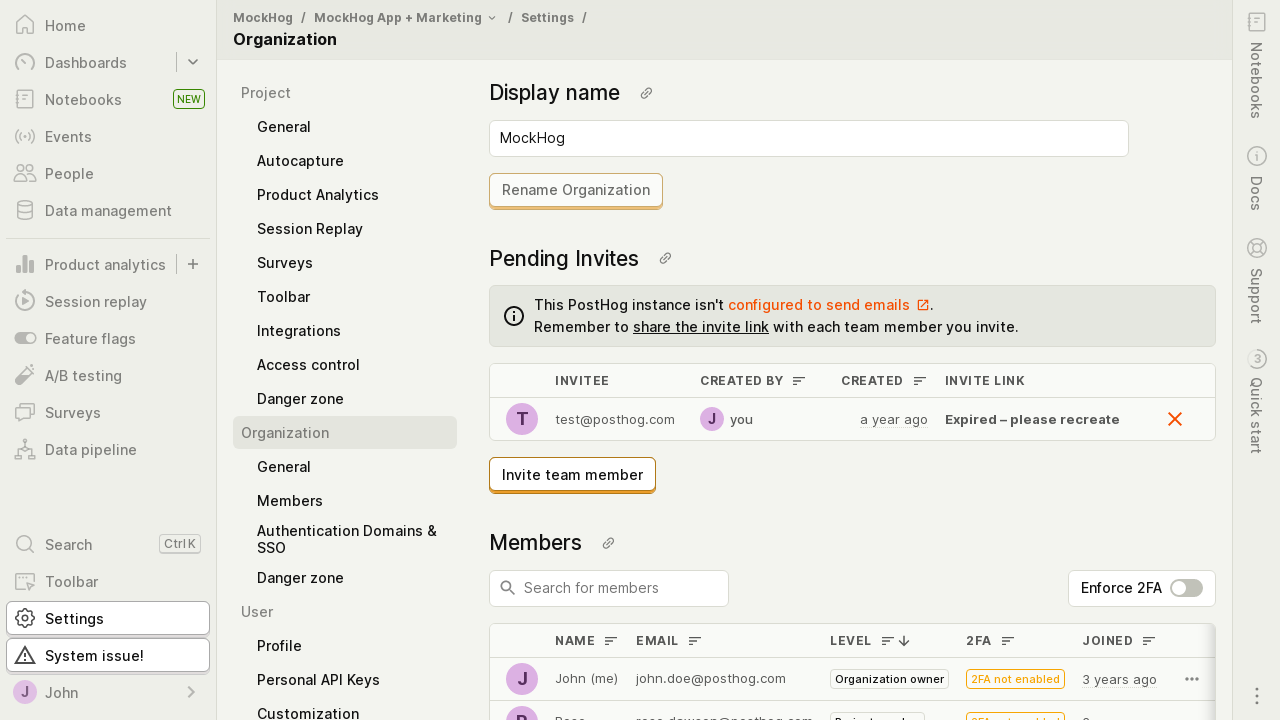 Home
Dashboards
Notebooks NEW
Events
People
Data management
Product analytics
Session replay
Feature flags
A/B testing
Surveys
Data pipeline
Search Ctrl K
Toolbar
Settings
System issue!
J John
MockHog / MockHog App + Marketing / Settings /
Organization
Project
General
Autocapture
Product Analytics
Session Replay
Surveys
Toolbar
Integrations
Access control
Danger zone
Organization
General
Members
Authentication Domains &
SSO
Danger zone
User
Profile
Personal API Keys
Customization
Display name
MockHog
Rename Organization
Pending Invites
This PostHog instance isn't configured to send emails.
Remember to share the invite link with each team member you invite.
INVITEE CREATED BY CREATED INVITE LINK
T test@posthog.com J you a year ago Expired – please recreate
Invite team member
Members
Search for members Enforce 2FA
NAME EMAIL LEVEL 2FA JOINED
J John (me) john.doe@posthog.com Organization owner 2FA not enabled 3 years ago
Notebooks
Docs
Support
3 Quick start